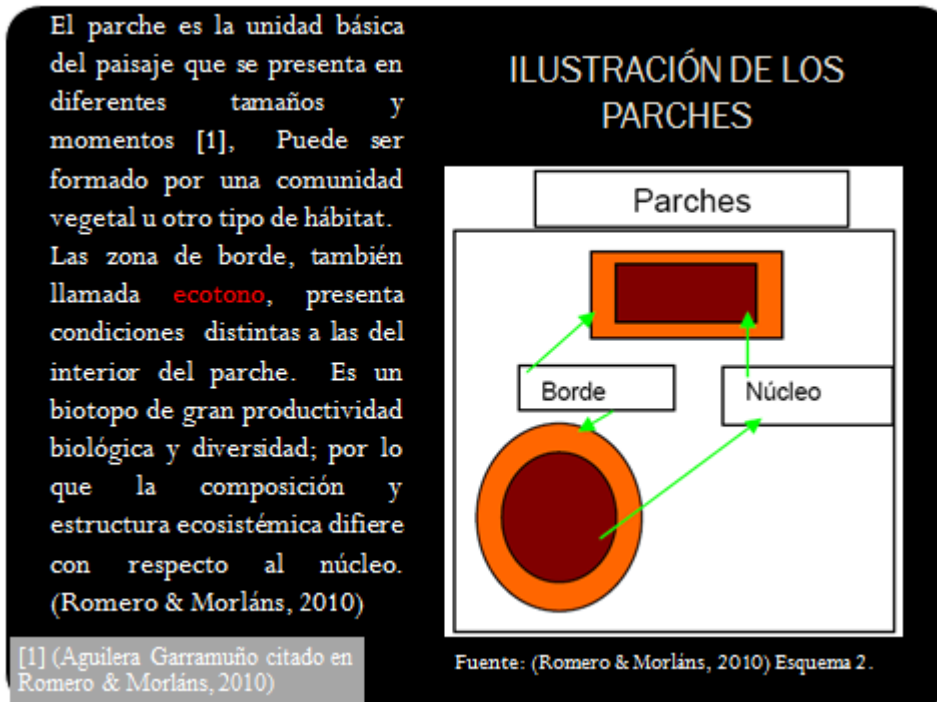 El parche es la unidad básica
del paisaje que se presenta en
diferentes tamaños y
momentos [1], Puede ser
formado por una comunidad
vegetal u otro tipo de hábitat.
Las zona de borde, también
llamada ecotono, presenta
condiciones distintas a las del
interior del parche. Es un
biotopo de gran productividad
biológica y diversidad; por lo
que la composición y
estructura ecosistémica difiere
con respecto al núcleo.
(Romero & Morláns, 2010)
[1] (Aguilera Garramuño citado en
Romero & Morláns, 2010)
ILUSTRACIÓN DE LOS
PARCHES
Parches
Borde
Núcleo
Fuente: (Romero & Morláns, 2010) Esquema 2.